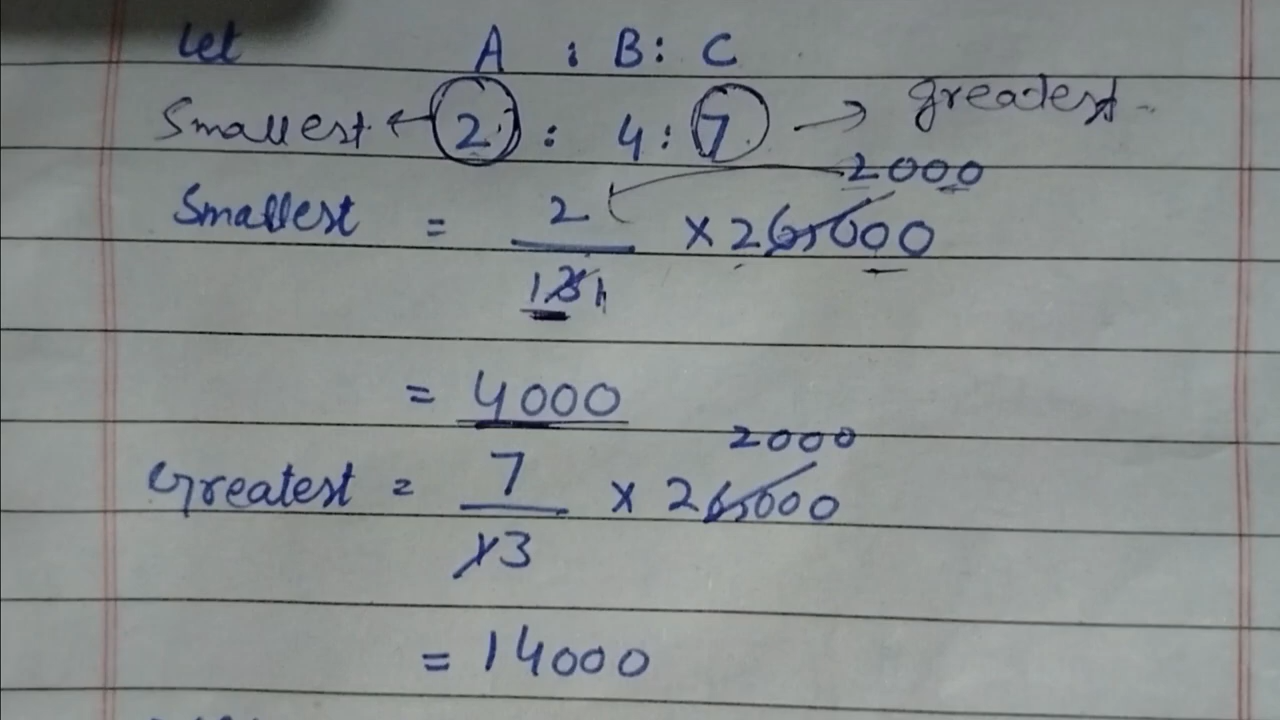 Let A : B : C
Smallest ← 2 : 4 : 7 → greatest
2000
Smallest = 2 / 13 × 26000
= 4000
2000
Greatest = 7 / 13 × 26000
= 14000